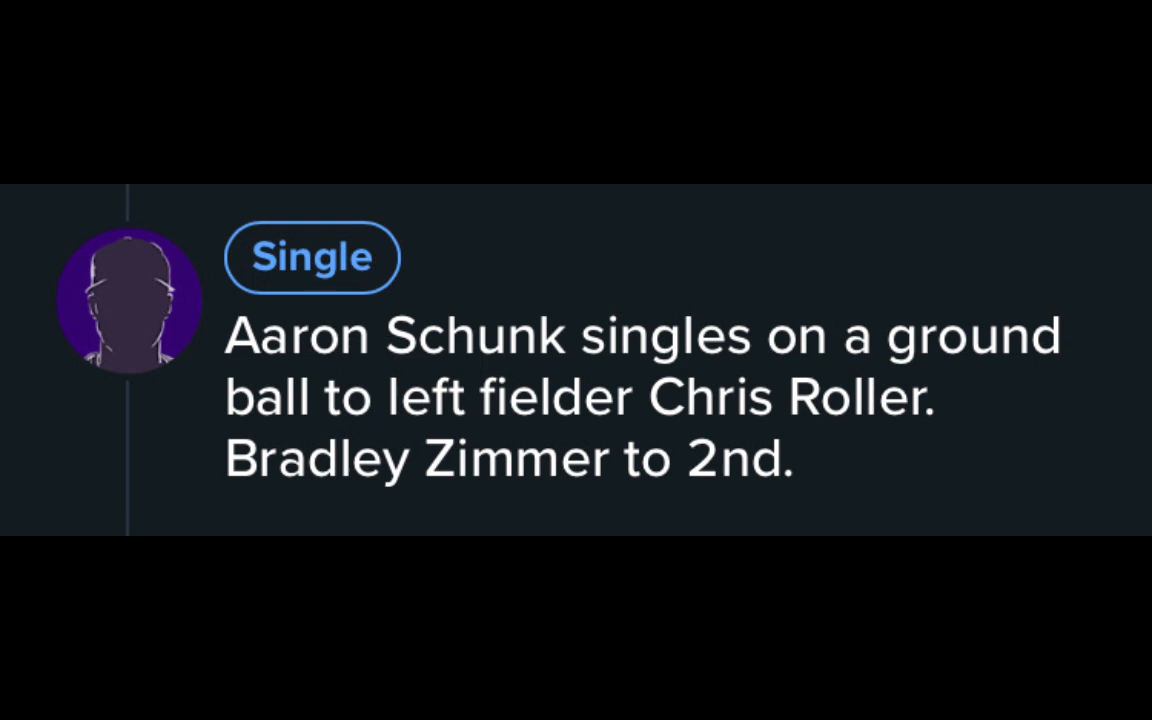 Single
Aaron Schunk singles on a ground
ball to left fielder Chris Roller.
Bradley Zimmer to 2nd.